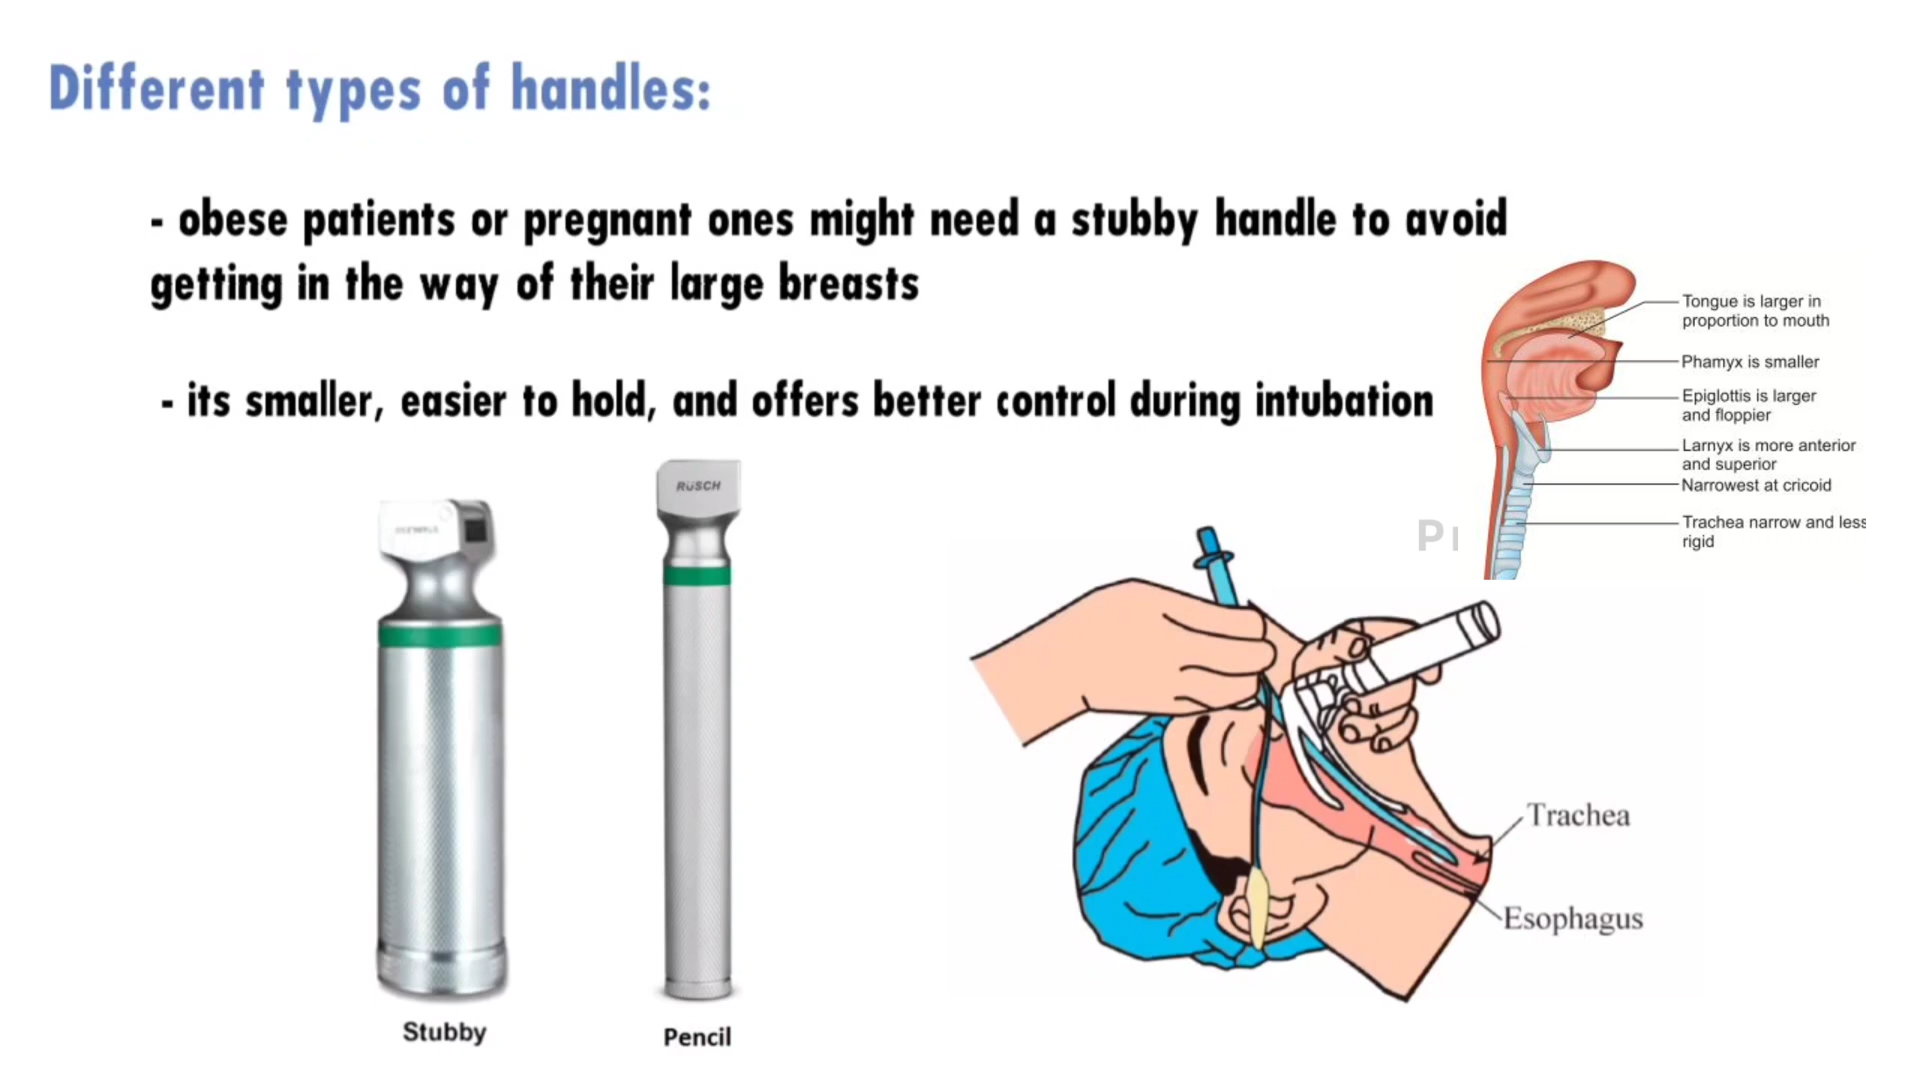 Different types of handles:
- obese patients or pregnant ones might need a stubby handle to avoid
getting in the way of their large breasts
- its smaller, easier to hold, and offers better control during intubation
Tongue is larger in
proportion to mouth
Phamyx is smaller
Epiglottis is larger
and floppier
Larnyx is more anterior
and superior
Narrowest at cricoid
Trachea narrow and less
rigid
RÜSCH
Trachea
Esophagus
Stubby
Pencil